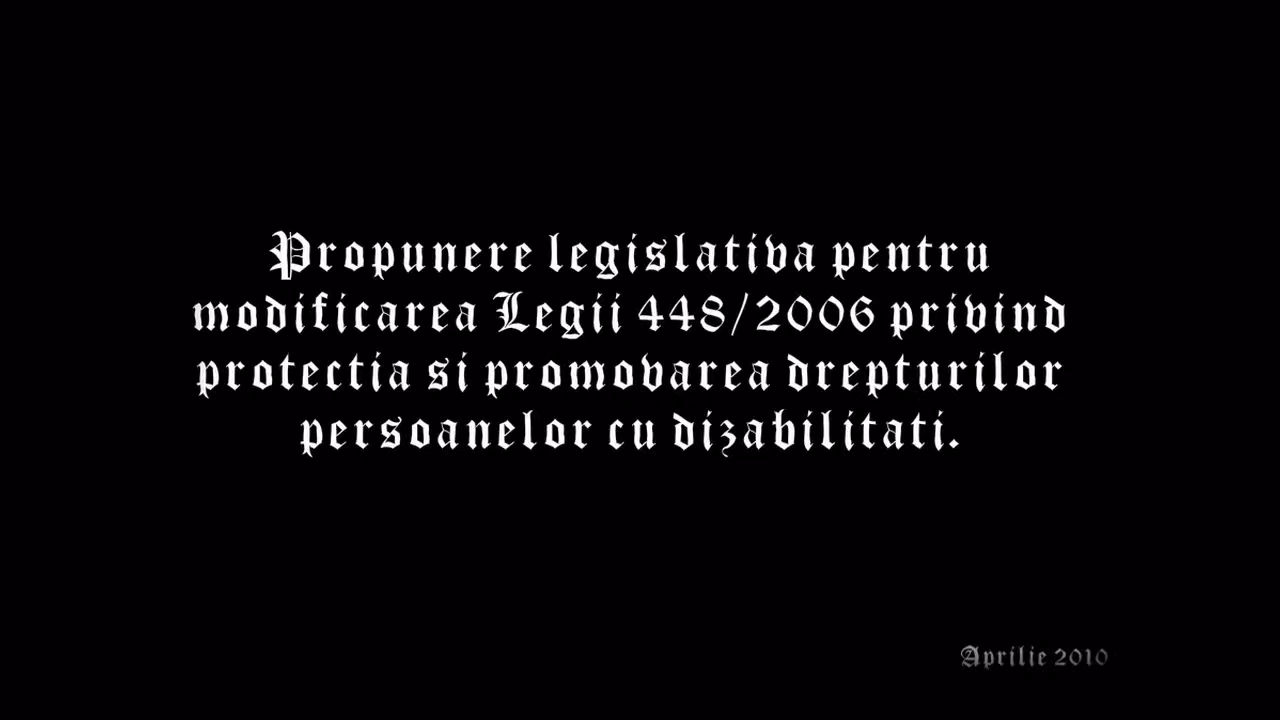 Propunere legislativa pentru
modificarea Legii 448/2006 privind
protectia si promovarea drepturilor
persoanelor cu dizabilitati.
Aprilie 2010